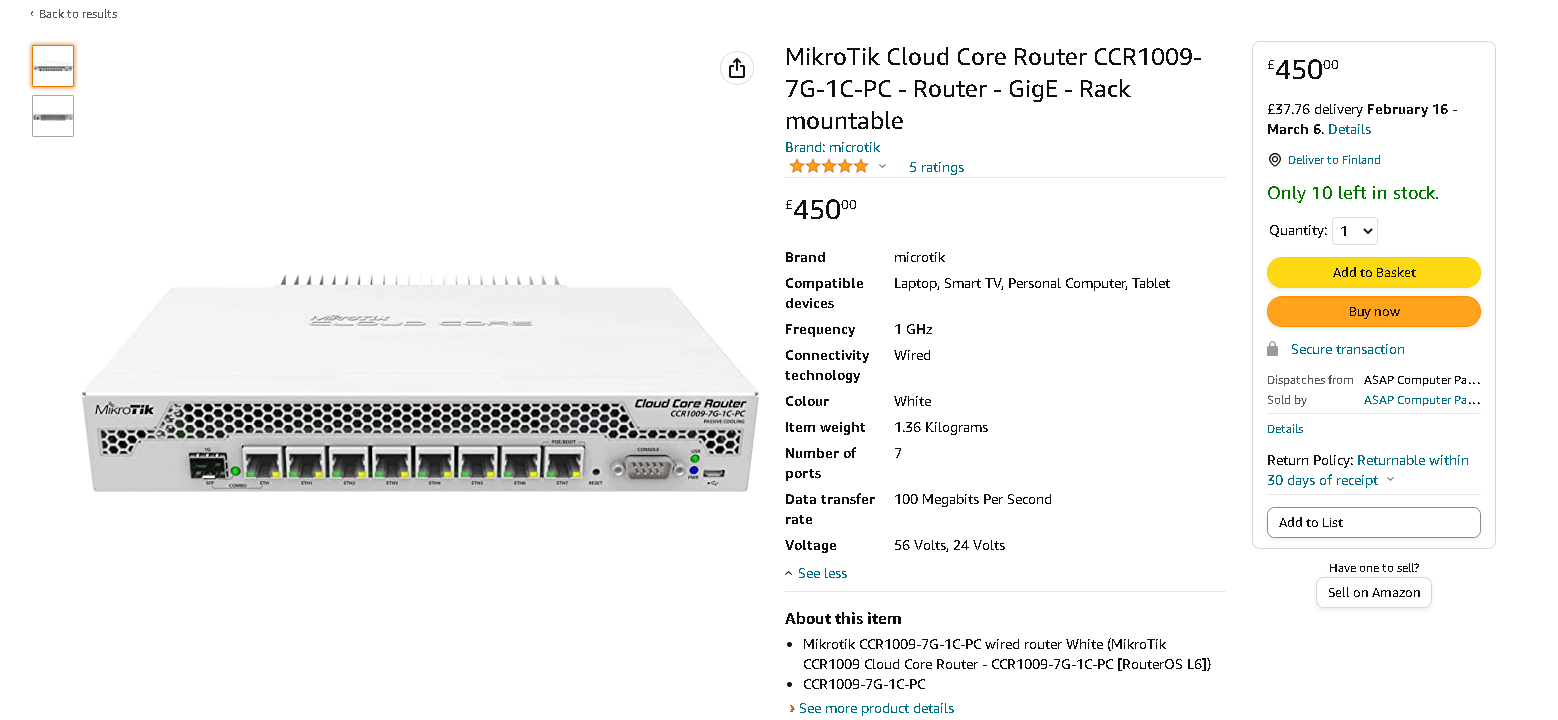 ‹ Back to results
MikroTik Cloud Core Router CCR1009-
7G-1C-PC - Router - GigE - Rack
mountable
Brand: microtik
5 ratings
£45000
Brand microtik
Compatible Laptop, Smart TV, Personal Computer, Tablet
devices
Frequency 1 GHz
Connectivity Wired
technology
Colour White
Item weight 1.36 Kilograms
Number of 7
ports
Data transfer 100 Megabits Per Second
rate
Voltage 56 Volts, 24 Volts
See less
About this item
• Mikrotik CCR1009-7G-1C-PC wired router White (MikroTik
CCR1009 Cloud Core Router - CCR1009-7G-1C-PC [RouterOS L6])
• CCR1009-7G-1C-PC
› See more product details
£45000
£37.76 delivery February 16 -
March 6. Details
Deliver to Finland
Only 10 left in stock.
Quantity: 1
Add to Basket
Buy now
Secure transaction
Dispatches from ASAP Computer Pa...
Sold by ASAP Computer Pa...
Details
Return Policy: Returnable within
30 days of receipt
Add to List
Have one to sell?
Sell on Amazon
MikroTik
CLOUD CORE
MikroTik
Cloud Core Router
CCR1009-7G-1C-PC
PASSIVE COOLING
1G
POE/BOOT
CONSOLE
USB
PWR
SFP
COMBO
ETH
ETH1
ETH2
ETH3
ETH4
ETH5
ETH6
ETH7
RESET